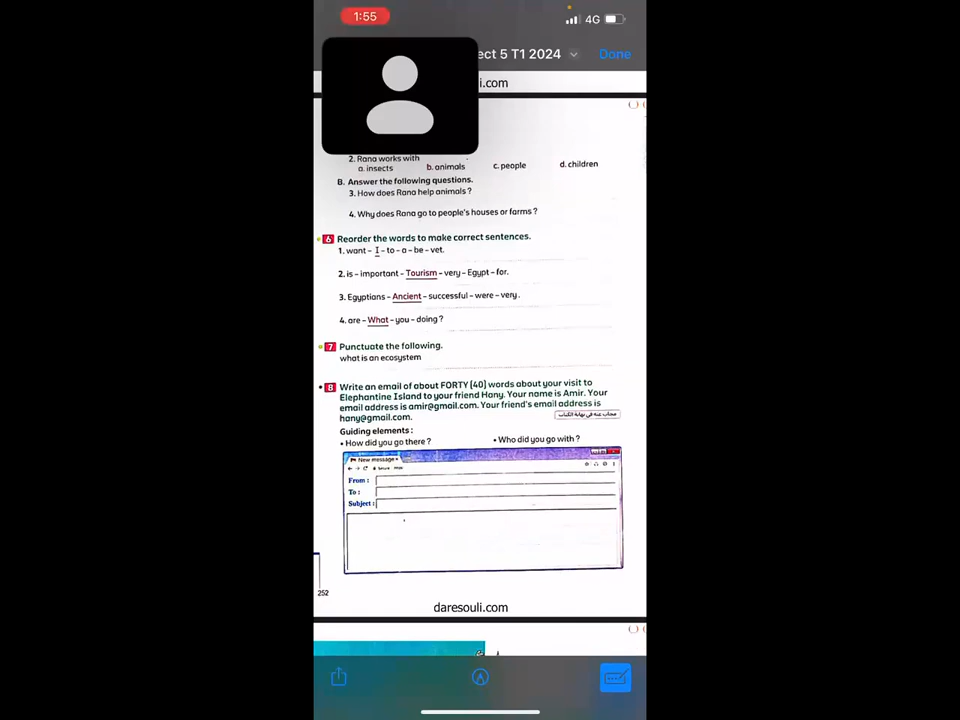 1:55
4G
ect 5 T1 2024
Done
i.com
2. Rana works with
a. insects b. animals c. people d. children
B. Answer the following questions.
3. How does Rana help animals ?
4. Why does Rana go to people's houses or farms ?
6 Reorder the words to make correct sentences.
1. want – I – to – a – be – vet.
2. is – important – Tourism – very – Egypt – for.
3. Egyptians – Ancient – successful – were – very .
4. are – What – you – doing ?
7 Punctuate the following.
what is an ecosystem
8 Write an email of about FORTY (40) words about your visit to
Elephantine Island to your friend Hany. Your name is Amir. Your
email address is amir@gmail.com. Your friend's email address is
hany@gmail.com.
مجاب عنه في نهاية الكتاب
Guiding elements :
• How did you go there ? • Who did you go with ?
New message
Secure
From :
To :
Subject :
252
daresouli.com